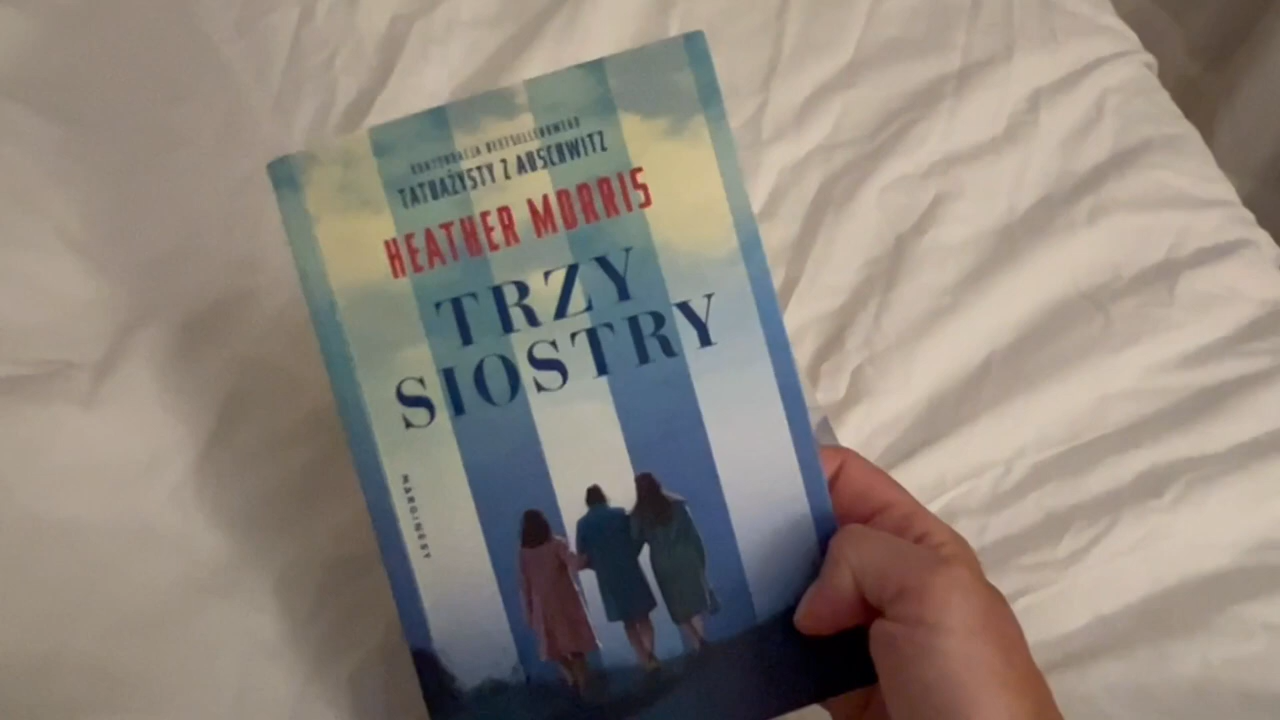 KONTYNUACJA BESTSELLEROWEGO
TATUAŻYSTY Z AUSCHWITZ
HEATHER MORRIS
TRZY
SIOSTRY
MARGINESY